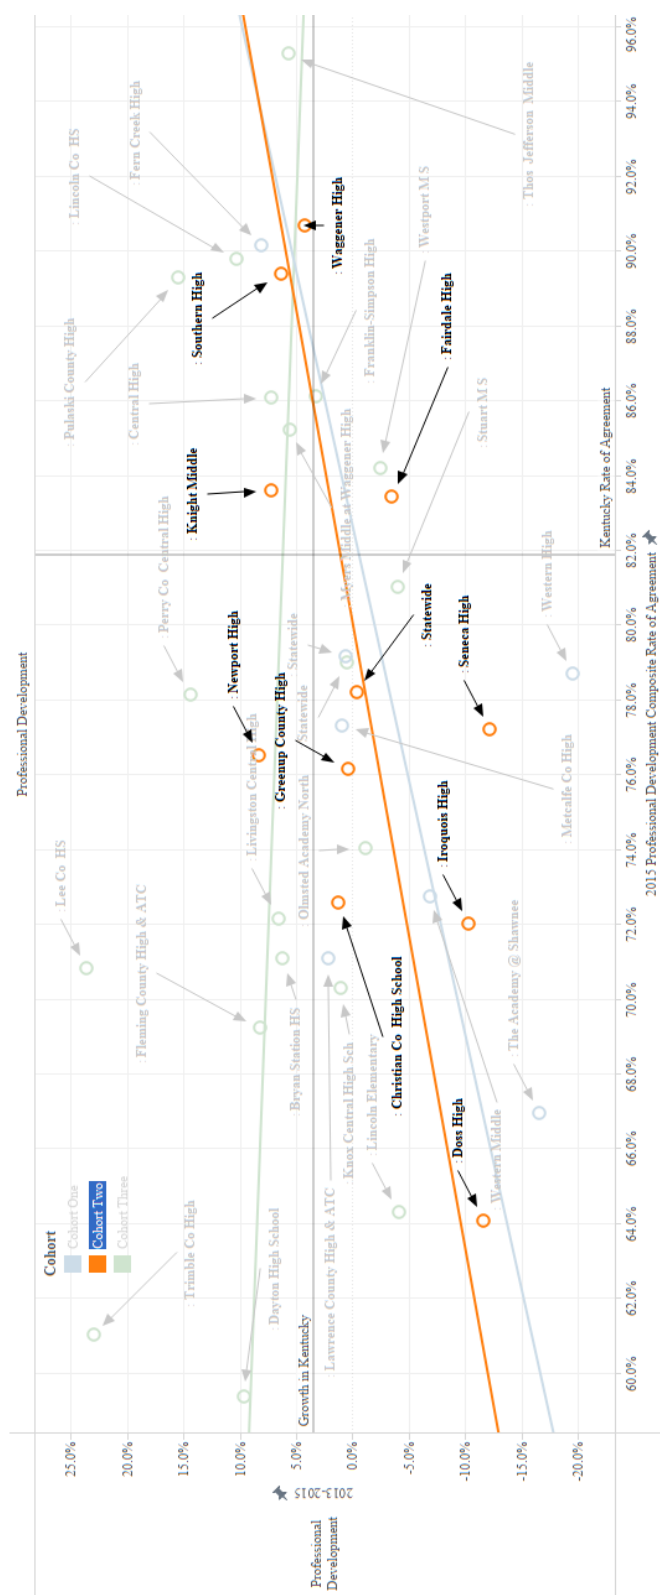 Professional Development
Cohort
Cohort One
Cohort Two
Cohort Three
: Lee Co HS
: Trimble Co High
: Fleming County High & ATC
: Dayton High School
: Perry Co Central High
: Pulaski County High
: Lincoln Co HS
: Central High
: Fern Creek High
: Southern High
: Knight Middle
: Newport High
: Livingston Central High
: Greenup County High
: Bryan Station HS
: Olmsted Academy North
: Statewide
: Statewide
: Myers Middle at Waggener High
: Waggener High
: Franklin-Simpson High
: Westport M S
: Thos Jefferson Middle
: Fairdale High
: Stuart M S
: Statewide
: Seneca High
: Western High
: Metcalfe Co High
: Iroquois High
: Christian Co High School
: Knox Central High Sch
: Lincoln Elementary
: Lawrence County High & ATC
: The Academy @ Shawnee
: Doss High
: Western Middle
Growth in Kentucky
Kentucky Rate of Agreement
25.0%
20.0%
15.0%
10.0%
5.0%
0.0%
-5.0%
-10.0%
-15.0%
-20.0%
Professional
Development
2013-2015
60.0%
62.0%
64.0%
66.0%
68.0%
70.0%
72.0%
74.0%
76.0%
78.0%
80.0%
82.0%
84.0%
86.0%
88.0%
90.0%
92.0%
94.0%
96.0%
2015 Professional Development Composite Rate of Agreement